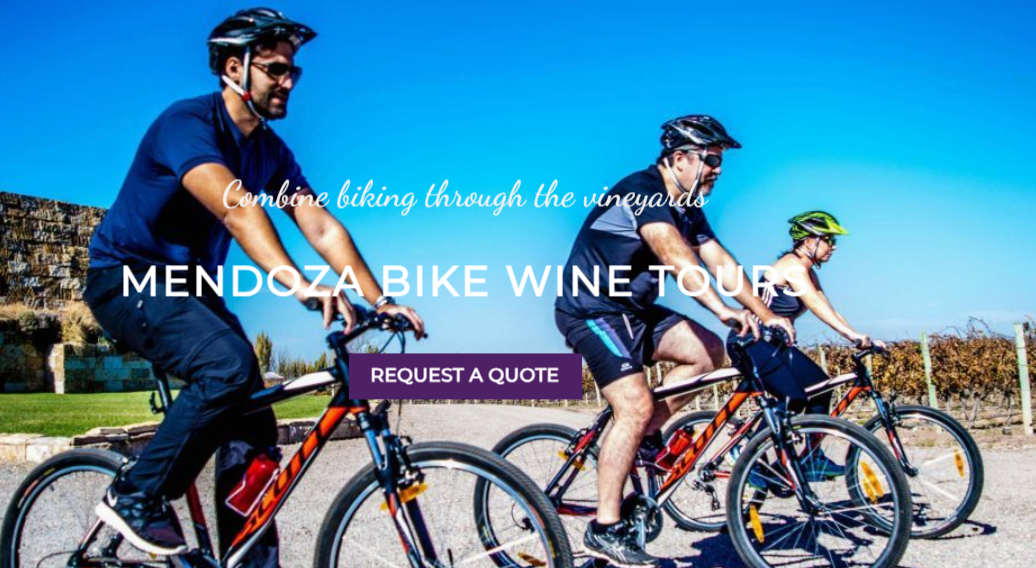 Combine biking through the vineyards
MENDOZA BIKE WINE TOURS
REQUEST A QUOTE